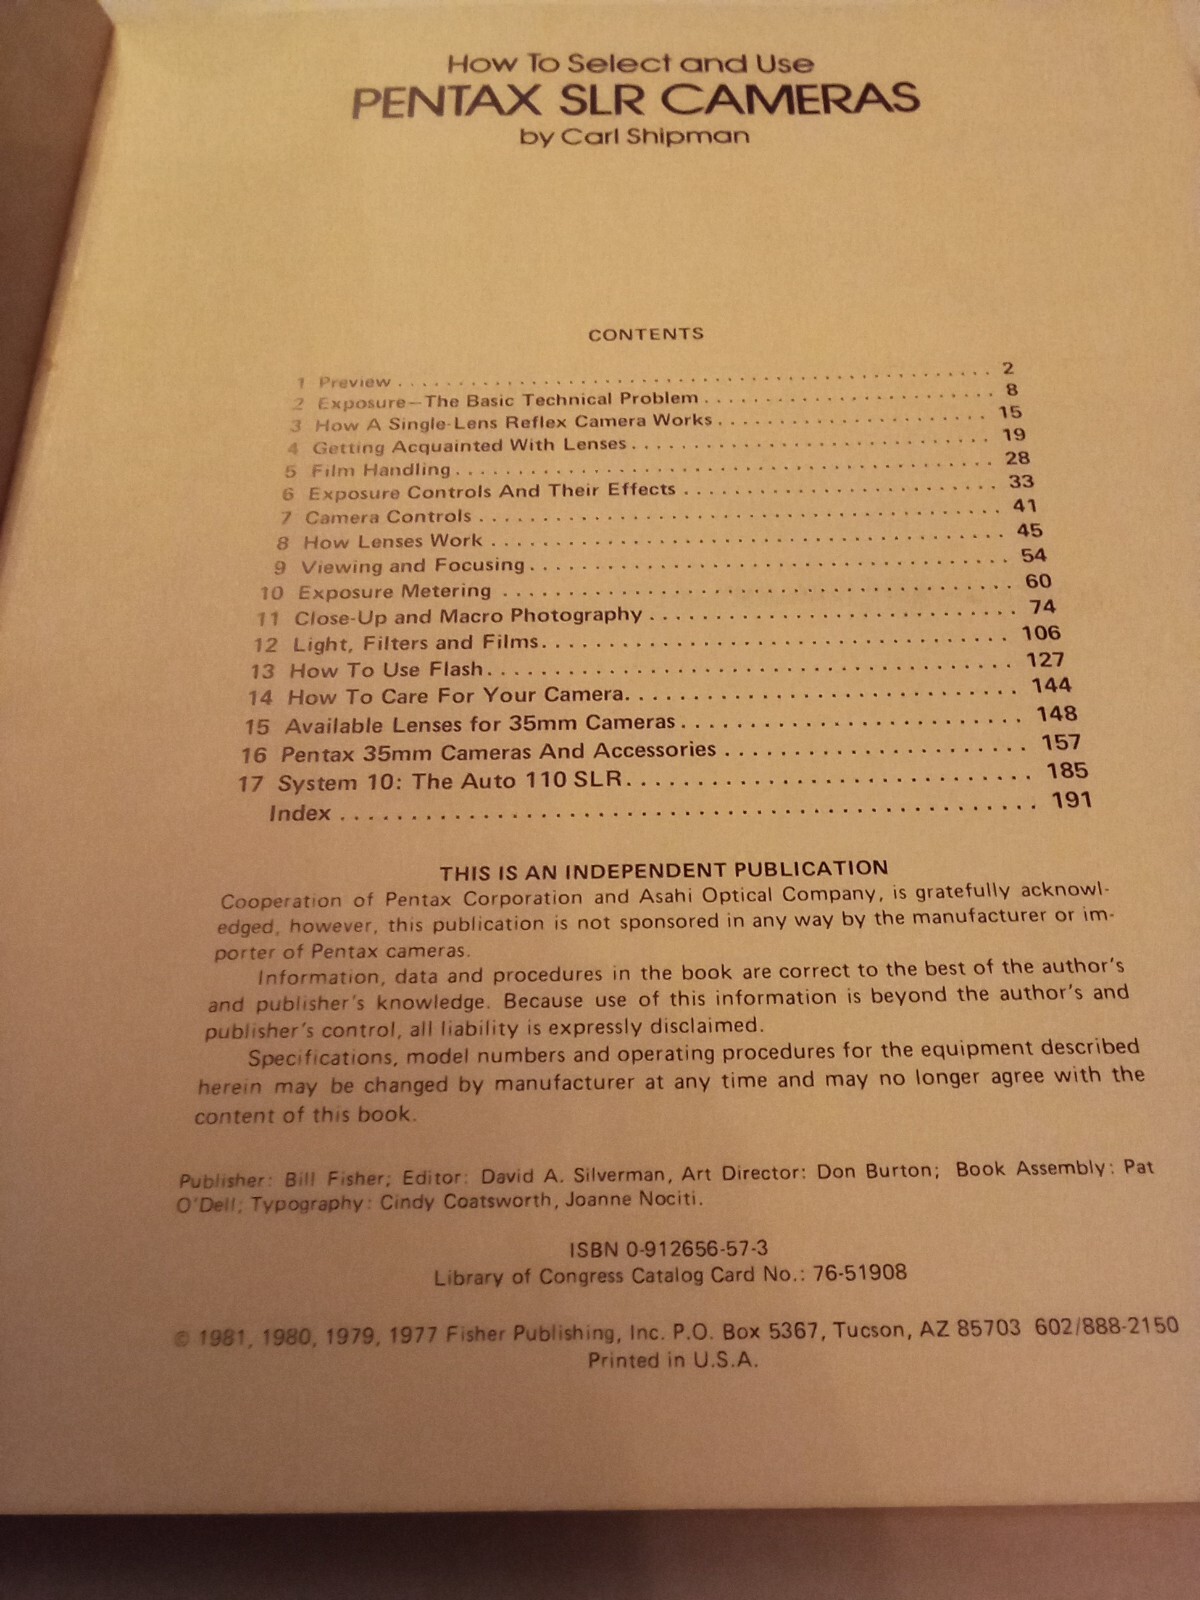 How To Select and Use
PENTAX SLR CAMERAS
by Carl Shipman
CONTENTS
1 Preview . . . . . . . . . . . . . . . . . . . . . . . . . . . . . . 2
2 Exposure—The Basic Technical Problem . . . . . . . . . . . . . . 8
3 How A Single-Lens Reflex Camera Works . . . . . . . . . . . . . . 15
4 Getting Acquainted With Lenses . . . . . . . . . . . . . . . . . . 19
5 Film Handling . . . . . . . . . . . . . . . . . . . . . . . . . . . 28
6 Exposure Controls And Their Effects . . . . . . . . . . . . . . . 33
7 Camera Controls . . . . . . . . . . . . . . . . . . . . . . . . . . 41
8 How Lenses Work . . . . . . . . . . . . . . . . . . . . . . . . . . 45
9 Viewing and Focusing . . . . . . . . . . . . . . . . . . . . . . . 54
10 Exposure Metering . . . . . . . . . . . . . . . . . . . . . . . . 60
11 Close-Up and Macro Photography . . . . . . . . . . . . . . . . . 74
12 Light, Filters and Films . . . . . . . . . . . . . . . . . . . . . 106
13 How To Use Flash . . . . . . . . . . . . . . . . . . . . . . . . . 127
14 How To Care For Your Camera . . . . . . . . . . . . . . . . . . . 144
15 Available Lenses for 35mm Cameras . . . . . . . . . . . . . . . . 148
16 Pentax 35mm Cameras And Accessories . . . . . . . . . . . . . . 157
17 System 10: The Auto 110 SLR . . . . . . . . . . . . . . . . . . . 185
Index . . . . . . . . . . . . . . . . . . . . . . . . . . . . . . . . 191
THIS IS AN INDEPENDENT PUBLICATION
Cooperation of Pentax Corporation and Asahi Optical Company, is gratefully acknowl-
edged, however, this publication is not sponsored in any way by the manufacturer or im-
porter of Pentax cameras.
Information, data and procedures in the book are correct to the best of the author's
and publisher's knowledge. Because use of this information is beyond the author's and
publisher's control, all liability is expressly disclaimed.
Specifications, model numbers and operating procedures for the equipment described
herein may be changed by manufacturer at any time and may no longer agree with the
content of this book.
Publisher: Bill Fisher; Editor: David A. Silverman, Art Director: Don Burton; Book Assembly: Pat
O'Dell; Typography: Cindy Coatsworth, Joanne Nociti.
ISBN 0-912656-57-3
Library of Congress Catalog Card No.: 76-51908
© 1981, 1980, 1979, 1977 Fisher Publishing, Inc. P.O. Box 5367, Tucson, AZ 85703 602/888-2150
Printed in U.S.A.